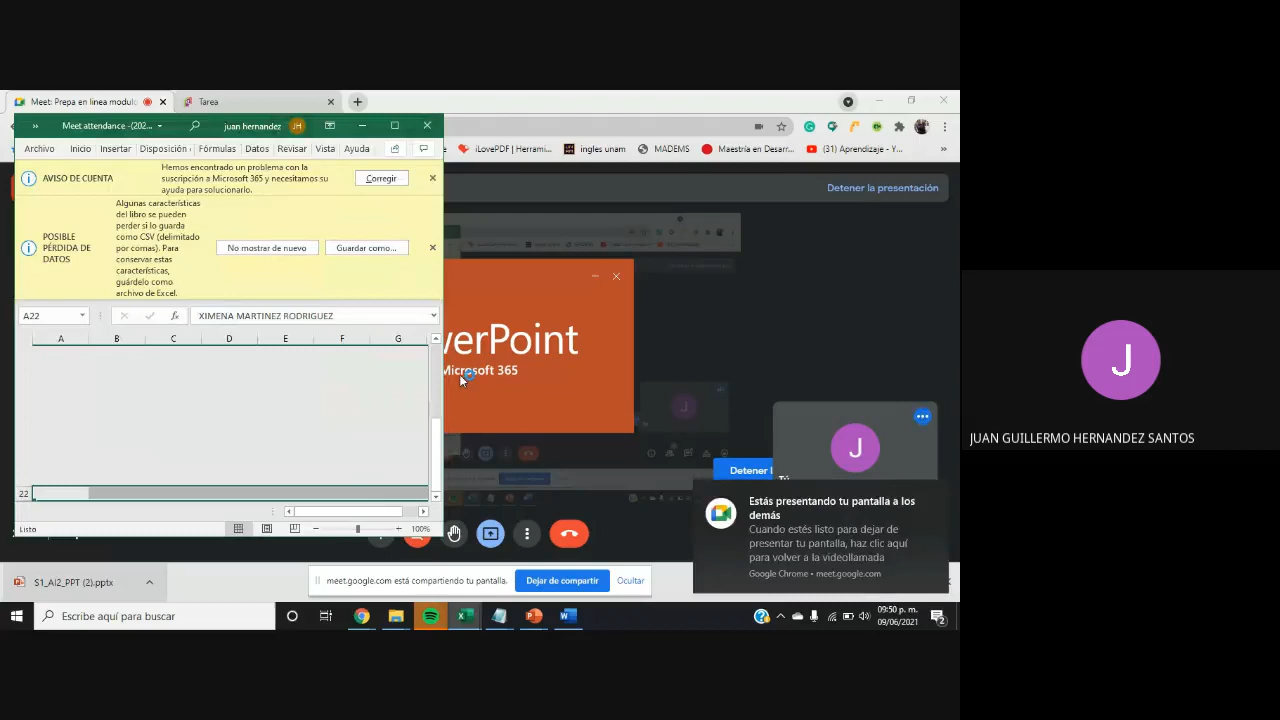 Meet: Prepa en linea modulo
Tarea
Meet attendance -(202...
juan hernandez
JH
iLovePDF | Herrami...
ingles unam
MADEMS
Maestría en Desarr...
(31) Aprendizaje - Y...
Archivo
Inicio
Insertar
Disposición
Fórmulas
Datos
Revisar
Vista
Ayuda
Detener la presentación
AVISO DE CUENTA
Hemos encontrado un problema con la
suscripción a Microsoft 365 y necesitamos su
ayuda para solucionarlo.
Corregir
POSIBLE
PÉRDIDA DE
DATOS
Algunas características
del libro se pueden
perder si lo guarda
como CSV (delimitado
por comas). Para
conservar estas
características,
guárdelo como
archivo de Excel.
No mostrar de nuevo
Guardar como...
A22
fx
XIMENA MARTINEZ RODRIGUEZ
A B C D E F G
22
Listo
100%
verPoint
Microsoft 365
J
J
JUAN GUILLERMO HERNANDEZ SANTOS
Detener l
Tú
Estás presentando tu pantalla a los
demás
Cuando estés listo para dejar de
presentar tu pantalla, haz clic aquí
para volver a la videollamada
Google Chrome • meet.google.com
S1_AI2_PPT (2).pptx
meet.google.com está compartiendo tu pantalla.
Dejar de compartir
Ocultar
Escribe aquí para buscar
09:50 p. m.
09/06/2021
2